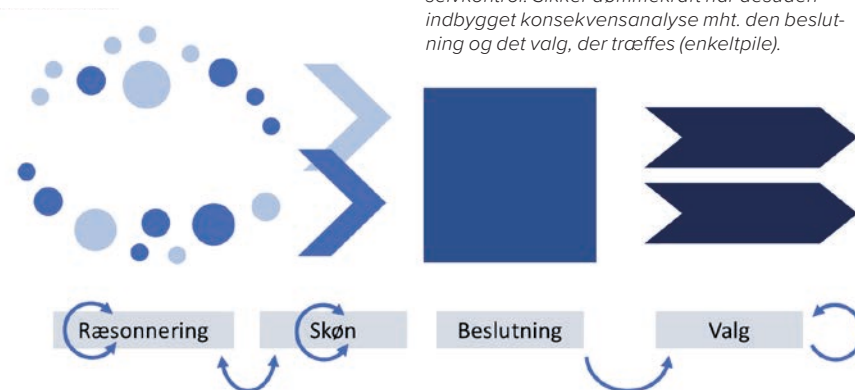 indbygget konsekvensanalyse mht. den beslut-
ning og det valg, der træffes (enkeltpile).
Ræsonnering
Skøn
Beslutning
Valg